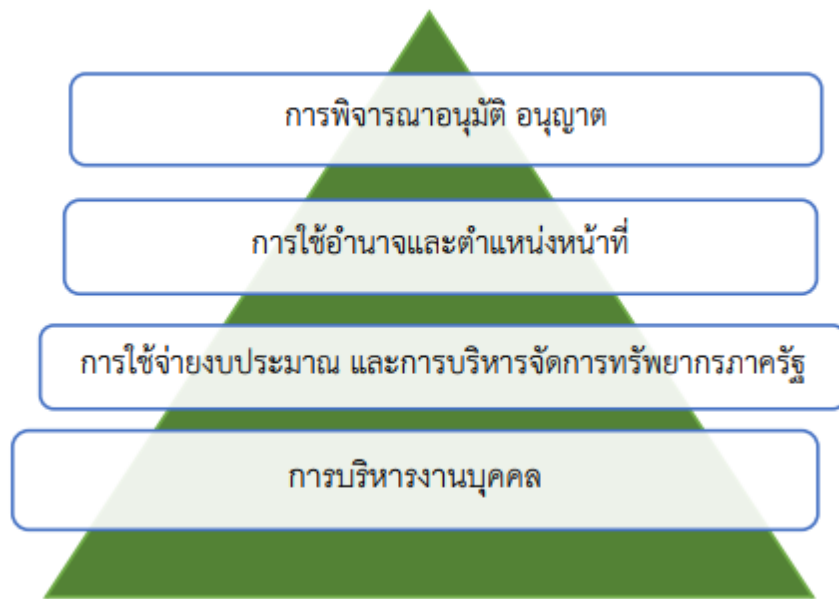 การพิจารณาอนุมัติ อนุญาต
การใช้อำนาจและตำแหน่งหน้าที่
การใช้จ่ายงบประมาณ และการบริหารจัดการทรัพยากรภาครัฐ
การบริหารงานบุคคล